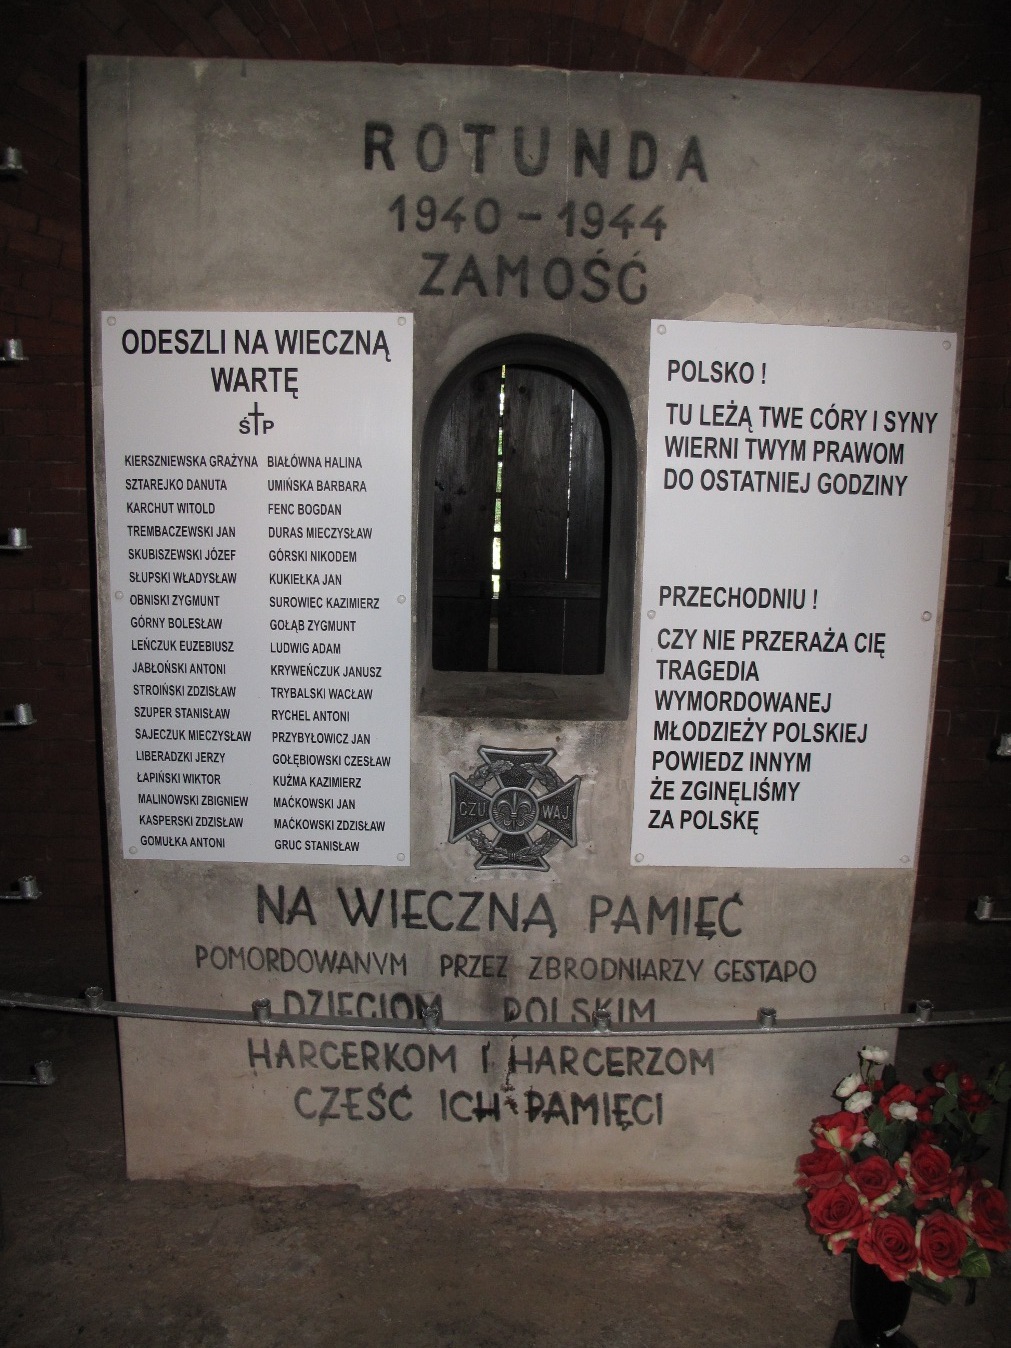 ROTUNDA
1940 - 1944
ZAMOŚĆ
ODESZLI NA WIECZNĄ
WARTĘ
Ś P
KIERSZNIEWSKA GRAŻYNA BIAŁÓWNA HALINA
SZTAREJKO DANUTA UMIŃSKA BARBARA
KARCHUT WITOLD FENC BOGDAN
TREMBACZEWSKI JAN DURAS MIECZYSŁAW
SKUBISZEWSKI JÓZEF GÓRSKI NIKODEM
SŁUPSKI WŁADYSŁAW KUKIEŁKA JAN
OBNISKI ZYGMUNT SUROWIEC KAZIMIERZ
GÓRNY BOLESŁAW GOŁĄB ZYGMUNT
LEŃCZUK EUZEBIUSZ LUDWIG ADAM
JABŁOŃSKI ANTONI KRYWEŃCZUK JANUSZ
STROIŃSKI ZDZISŁAW TRYBALSKI WACŁAW
SZUPER STANISŁAW RYCHEL ANTONI
SAJECZUK MIECZYSŁAW PRZYBYŁOWICZ JAN
LIBERADZKI JERZY GOŁĘBIOWSKI CZESŁAW
ŁAPIŃSKI WIKTOR KUŹMA KAZIMIERZ
MALINOWSKI ZBIGNIEW MAĆKOWSKI JAN
KASPERSKI ZDZISŁAW MAĆKOWSKI ZDZISŁAW
GOMUŁKA ANTONI GRUC STANISŁAW
POLSKO !
TU LEŻĄ TWE CÓRY I SYNY
WIERNI TWYM PRAWOM
DO OSTATNIEJ GODZINY
PRZECHODNIU !
CZY NIE PRZERAŻA CIĘ
TRAGEDIA
WYMORDOWANEJ
MŁODZIEŻY POLSKIEJ
POWIEDZ INNYM
ŻE ZGINĘLIŚMY
ZA POLSKĘ
CZU WAJ
NA WIECZNĄ PAMIĘĆ
POMORDOWANYM PRZEZ ZBRODNIARZY GESTAPO
DZIECIOM POLSKIM
HARCERKOM I HARCERZOM
CZEŚĆ ICH PAMIĘCI